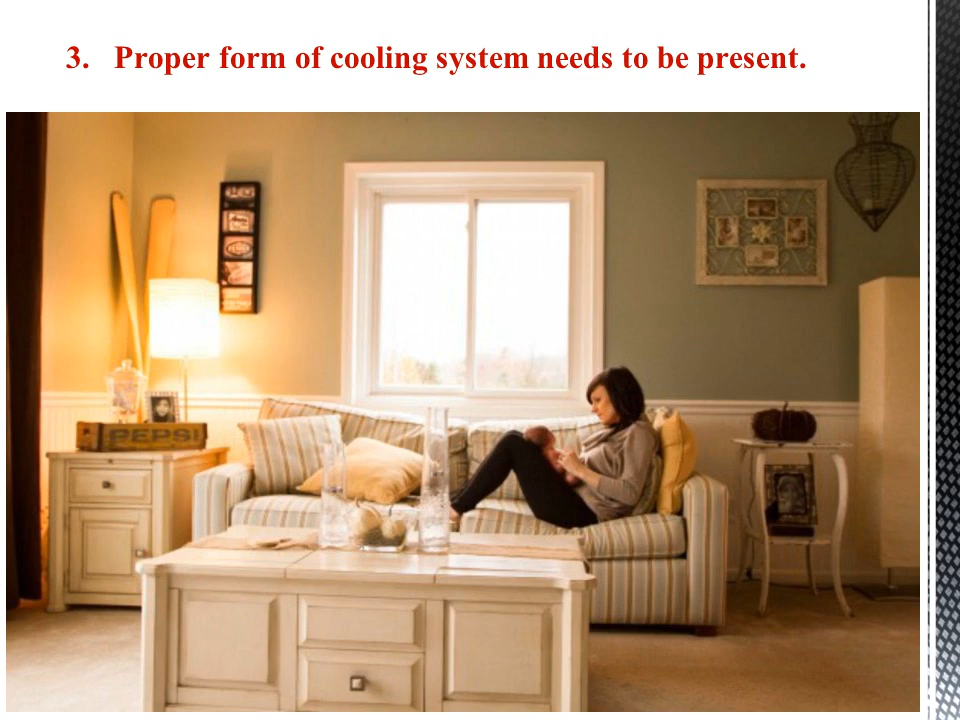 3. Proper form of cooling system needs to be present.
PEPSI